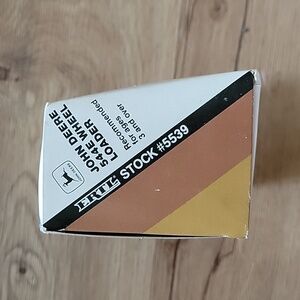 JOHN DEERE
544E WHEEL
LOADER
Recommended
for ages
3 and over
ERTL STOCK #5539